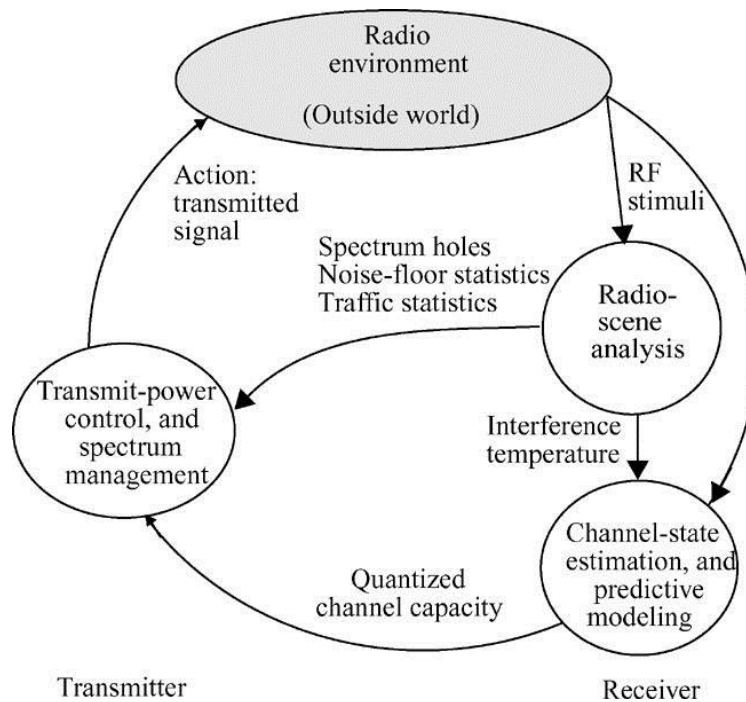 Radio
environment
(Outside world)
Action:
transmitted
signal
RF
stimuli
Spectrum holes
Noise-floor statistics
Traffic statistics
Radio-
scene
analysis
Transmit-power
control, and
spectrum
management
Interference
temperature
Channel-state
estimation, and
predictive
modeling
Quantized
channel capacity
Transmitter
Receiver